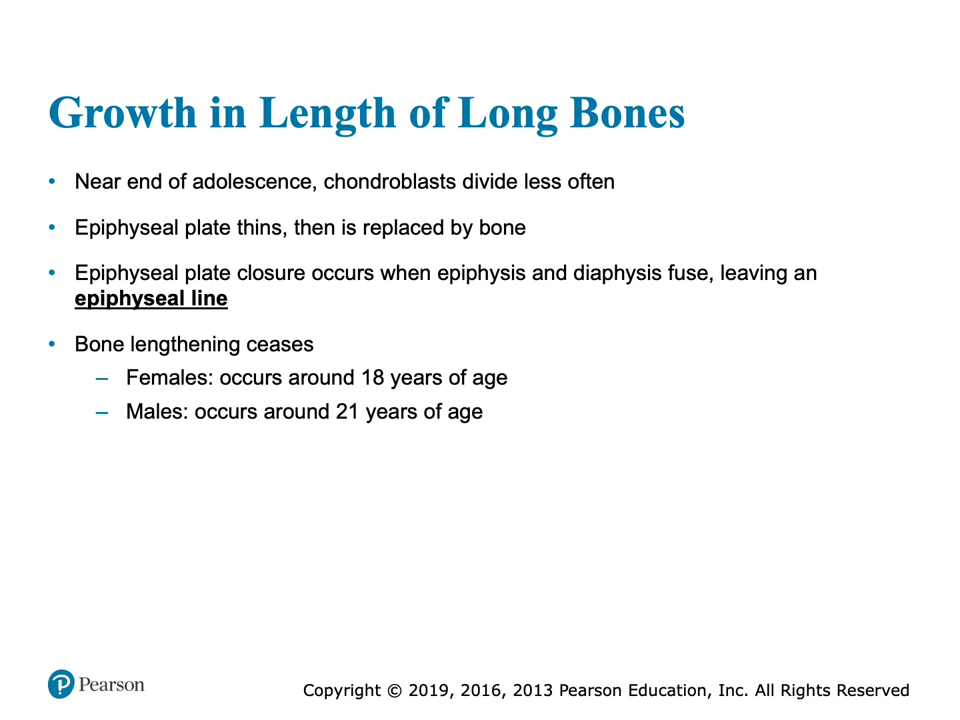 Growth in Length of Long Bones
• Near end of adolescence, chondroblasts divide less often
• Epiphyseal plate thins, then is replaced by bone
• Epiphyseal plate closure occurs when epiphysis and diaphysis fuse, leaving an
epiphyseal line
• Bone lengthening ceases
– Females: occurs around 18 years of age
– Males: occurs around 21 years of age
Pearson
Copyright © 2019, 2016, 2013 Pearson Education, Inc. All Rights Reserved